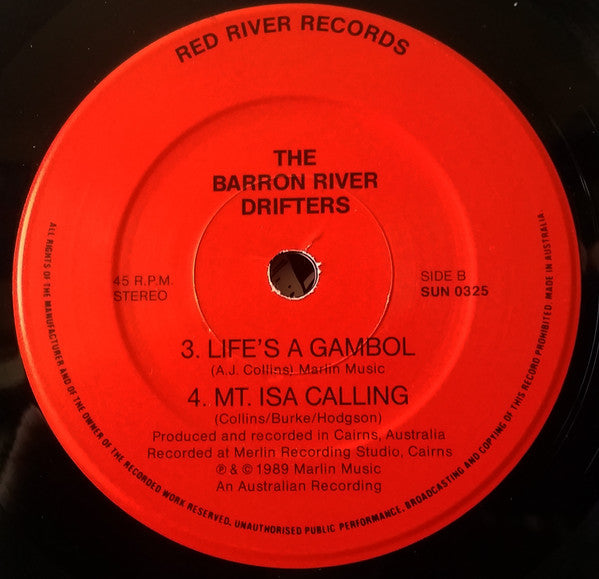 RED RIVER RECORDS
THE
BARRON RIVER
DRIFTERS
45 R.P.M.
STEREO
SIDE B
SUN 0325
3. LIFE'S A GAMBOL
(A.J. Collins) Marlin Music
4. MT. ISA CALLING
(Collins/Burke/Hodgson)
Produced and recorded in Cairns, Australia
Recorded at Merlin Recording Studio, Cairns
℗ & © 1989 Marlin Music
An Australian Recording
ALL RIGHTS OF THE MANUFACTURER AND OF THE OWNER OF THE RECORDED WORK RESERVED. UNAUTHORISED PUBLIC PERFORMANCE, BROADCASTING AND COPYING OF THIS RECORD PROHIBITED. MADE IN AUSTRALIA.